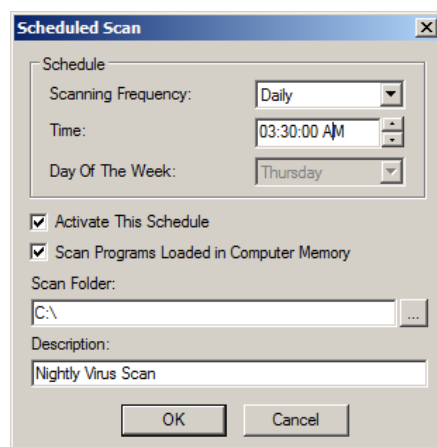 Scheduled Scan
Schedule
Scanning Frequency: Daily
Time: 03:30:00 AM
Day Of The Week: Thursday
Activate This Schedule
Scan Programs Loaded in Computer Memory
Scan Folder:
C:\ ...
Description:
Nightly Virus Scan
OK Cancel